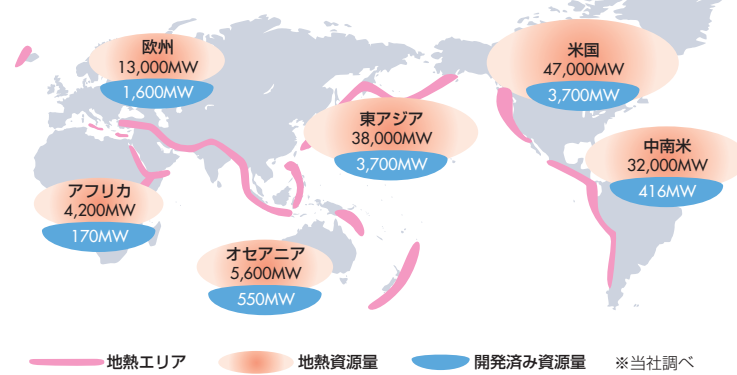 欧州
13,000MW
1,600MW
米国
47,000MW
3,700MW
東アジア
38,000MW
3,700MW
中南米
32,000MW
416MW
アフリカ
4,200MW
170MW
オセアニア
5,600MW
550MW
地熱エリア 地熱資源量 開発済み資源量 ※当社調べ